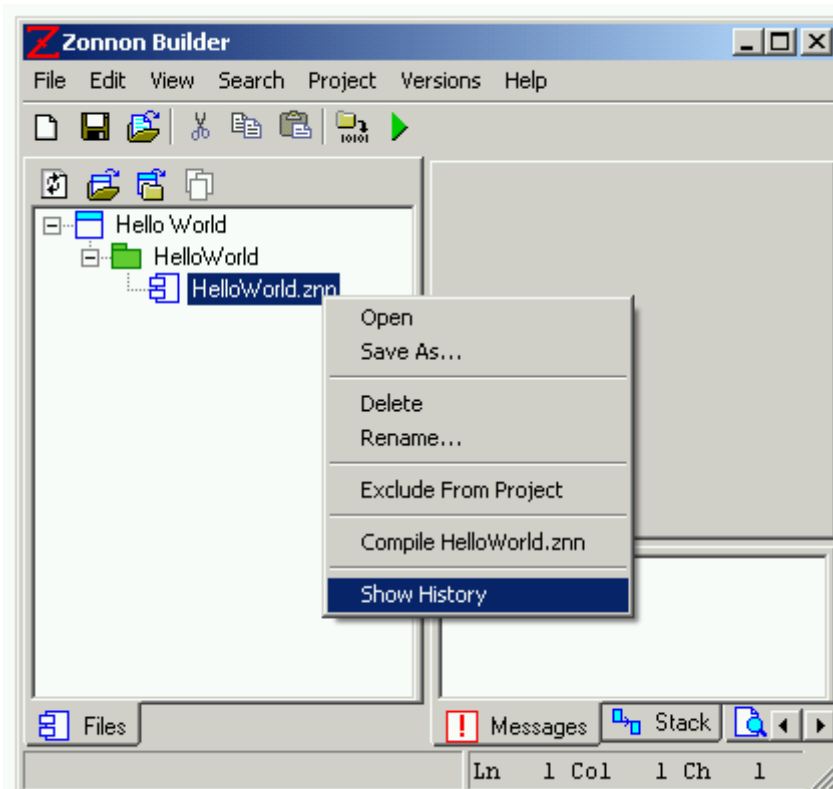 Zonnon Builder
File Edit View Search Project Versions Help
10101
Hello World
HelloWorld
HelloWorld.znn
Open
Save As...
Delete
Rename...
Exclude From Project
Compile HelloWorld.znn
Show History
Files
! Messages Stack
Ln 1 Col 1 Ch 1